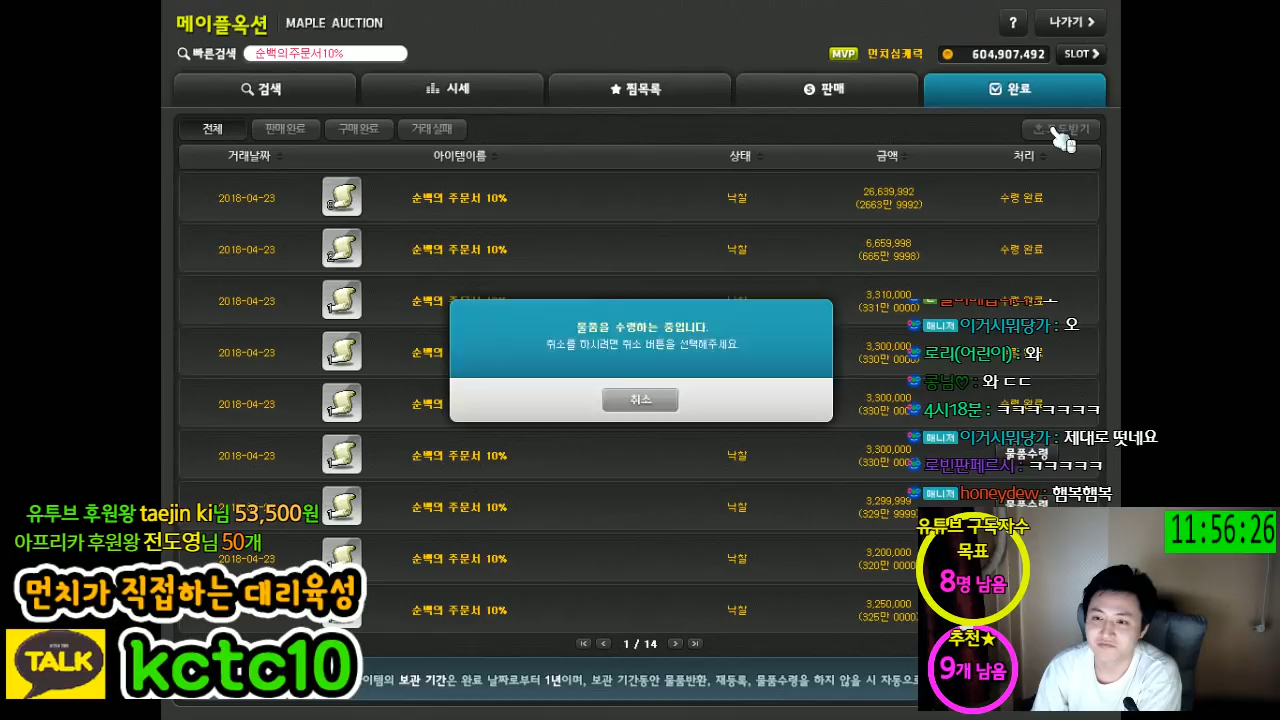 메이플옥션 MAPLE AUCTION
? 나가기
빠른검색 순백의주문서10%
MVP 먼치심캐력 604,907,492 SLOT
검색 시세 찜목록 판매 완료
전체 판매완료 구매완료 거래실패
거래날짜 아이템이름 상태 금액 처리
2018-04-23 순백의 주문서 10% 낙찰 26,639,992 수령 완료
(2663만 9992)
2018-04-23 순백의 주문서 10% 낙찰 6,659,998 수령 완료
(665만 9998)
2018-04-23 순백의 3,310,000
(331만 0000)
물품을 수령하는 중입니다.
취소를 하시려면 취소 버튼을 선택해주세요.
취소
매니저 이거시뭐당가 : 오
2018-04-23 순백 3,300,000
(330만
로리(어린이) : 와
롱님♡ : 와 ㄷㄷ
2018-04-23 순백 3,300,000
(330만
4시18분 : ㅋㅋㅋㅋㅋㅋㅋ
매니저 이거시뭐당가 : 제대로 떳네요
2018-04-23 순백의 주문서 10% 낙찰 3,300,000 물품수령
(330만
로빈판페르시 : ㅋㅋㅋㅋㅋ
매니저 honeydew : 햄복햄복
순백의 주문서 10% 낙찰 3,299,999
(329만 9999)
2018-04-23 순백의 주문서 10% 낙찰 3,200,000
(320만 0000)
순백의 주문서 10% 낙찰 3,250,000
(325만 0000)
1 / 14
이템의 보관 기간은 완료 날짜로부터 1년이며, 보관 기간동안 물품반환, 재등록, 물품수령을 하지 않을 시 자동으로
유투브 후원왕 taejin ki님 53,500원
아프리카 후원왕 전도영님 50개
먼치가 직접하는 대리육성
TALK kctc10
유튜브 구독자수
목표
8명 남음
추천★
9개 남음
11:56:26